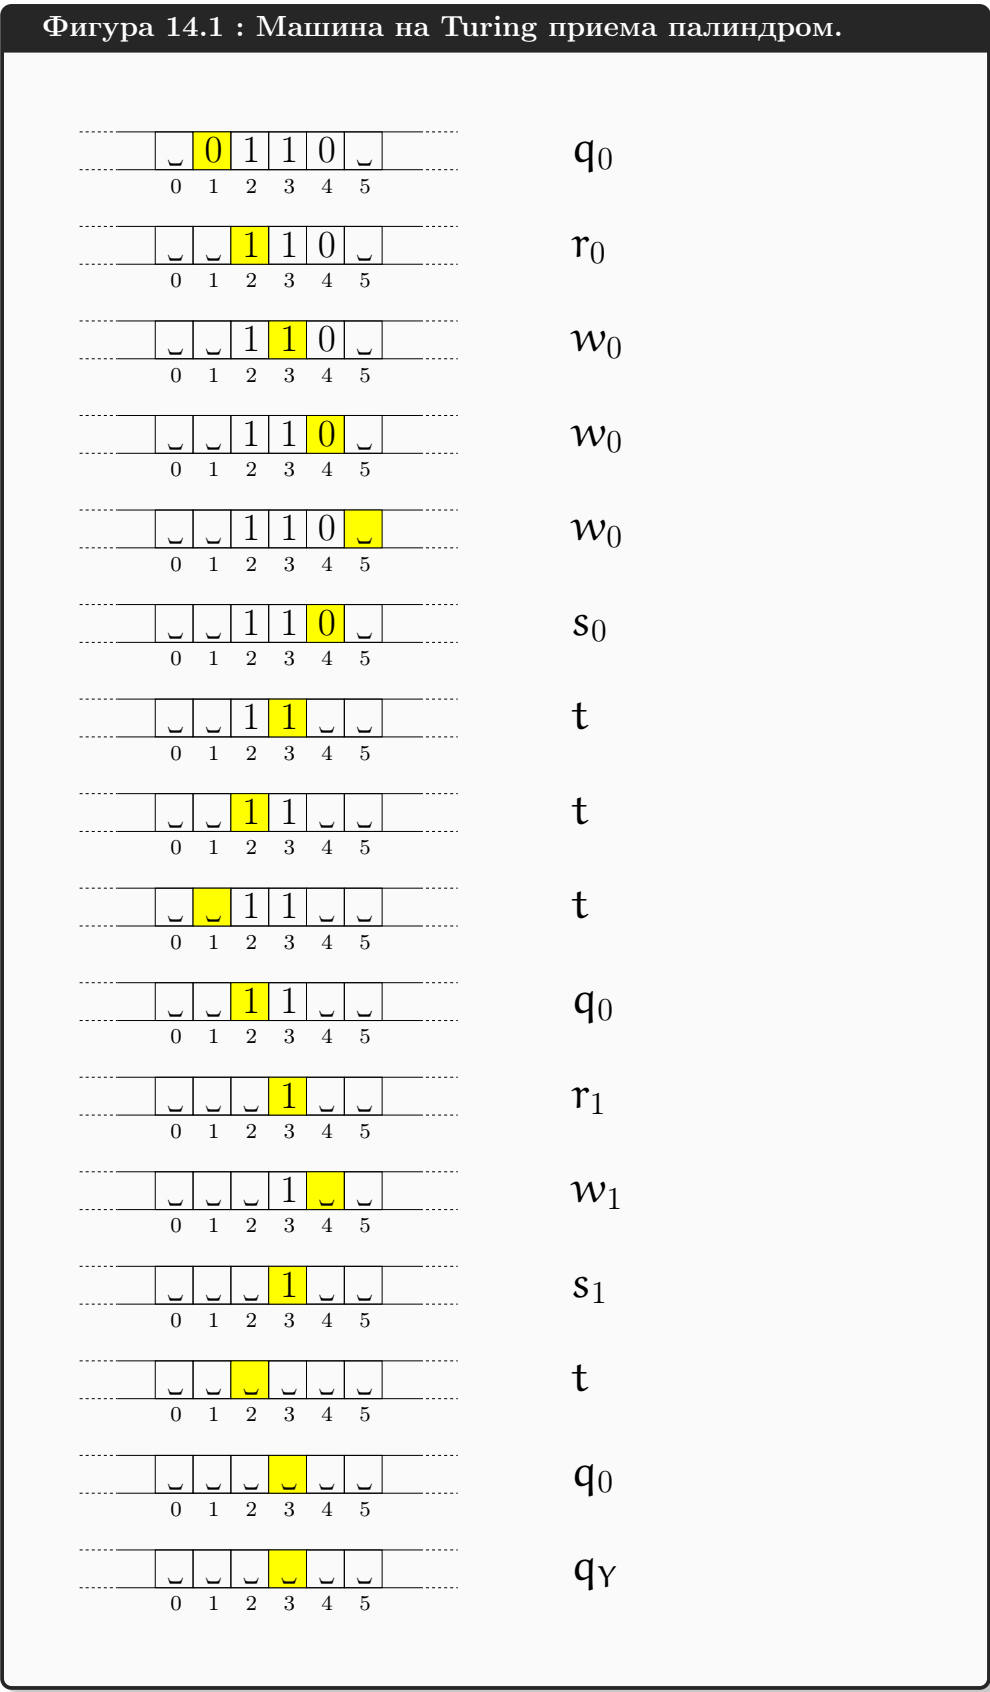 Фигура 14.1 : Машина на Turing приема палиндром.
␣ 0 1 1 0 ␣ q₀
0 1 2 3 4 5
␣ ␣ 1 1 0 ␣ r₀
0 1 2 3 4 5
␣ ␣ 1 1 0 ␣ w₀
0 1 2 3 4 5
␣ ␣ 1 1 0 ␣ w₀
0 1 2 3 4 5
␣ ␣ 1 1 0 ␣ w₀
0 1 2 3 4 5
␣ ␣ 1 1 0 ␣ s₀
0 1 2 3 4 5
␣ ␣ 1 1 ␣ ␣ t
0 1 2 3 4 5
␣ ␣ 1 1 ␣ ␣ t
0 1 2 3 4 5
␣ ␣ 1 1 ␣ ␣ t
0 1 2 3 4 5
␣ ␣ 1 1 ␣ ␣ q₀
0 1 2 3 4 5
␣ ␣ ␣ 1 ␣ ␣ r₁
0 1 2 3 4 5
␣ ␣ ␣ 1 ␣ ␣ w₁
0 1 2 3 4 5
␣ ␣ ␣ 1 ␣ ␣ s₁
0 1 2 3 4 5
␣ ␣ ␣ ␣ ␣ ␣ t
0 1 2 3 4 5
␣ ␣ ␣ ␣ ␣ ␣ q₀
0 1 2 3 4 5
␣ ␣ ␣ ␣ ␣ ␣ qY
0 1 2 3 4 5